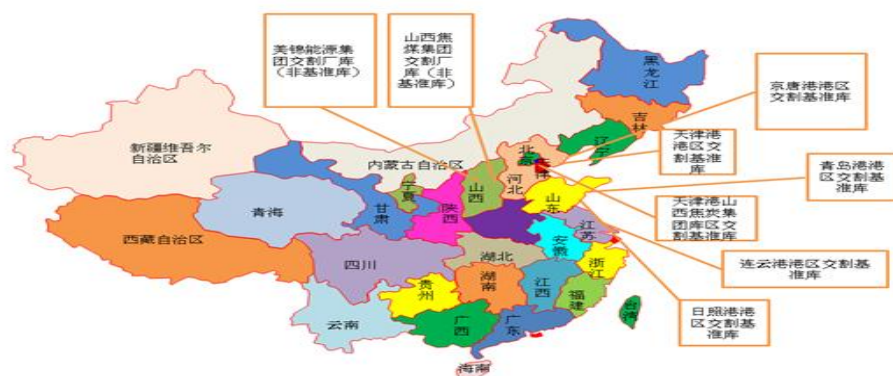 美锦能源集
团交割厂库
（非基准库）
山西焦
煤集团
交割厂
库（非
基准库）
京唐港港区
交割基准库
天津港
港区交
割基准
库
青岛港港
区交割基
准库
天津港山
西焦炭集
团库区交
割基准库
连云港港区交割基
准库
日照港港
区交割基
准库
黑龙江
吉林
辽宁
新疆维吾尔
自治区
内蒙古自治区
北京
天津
河北
山西
宁夏
山东
青海
甘肃
陕西
江苏
西藏自治区
安徽
四川
湖北
浙江
贵州
湖南
江西
福建
云南
广西
广东
台湾
海南